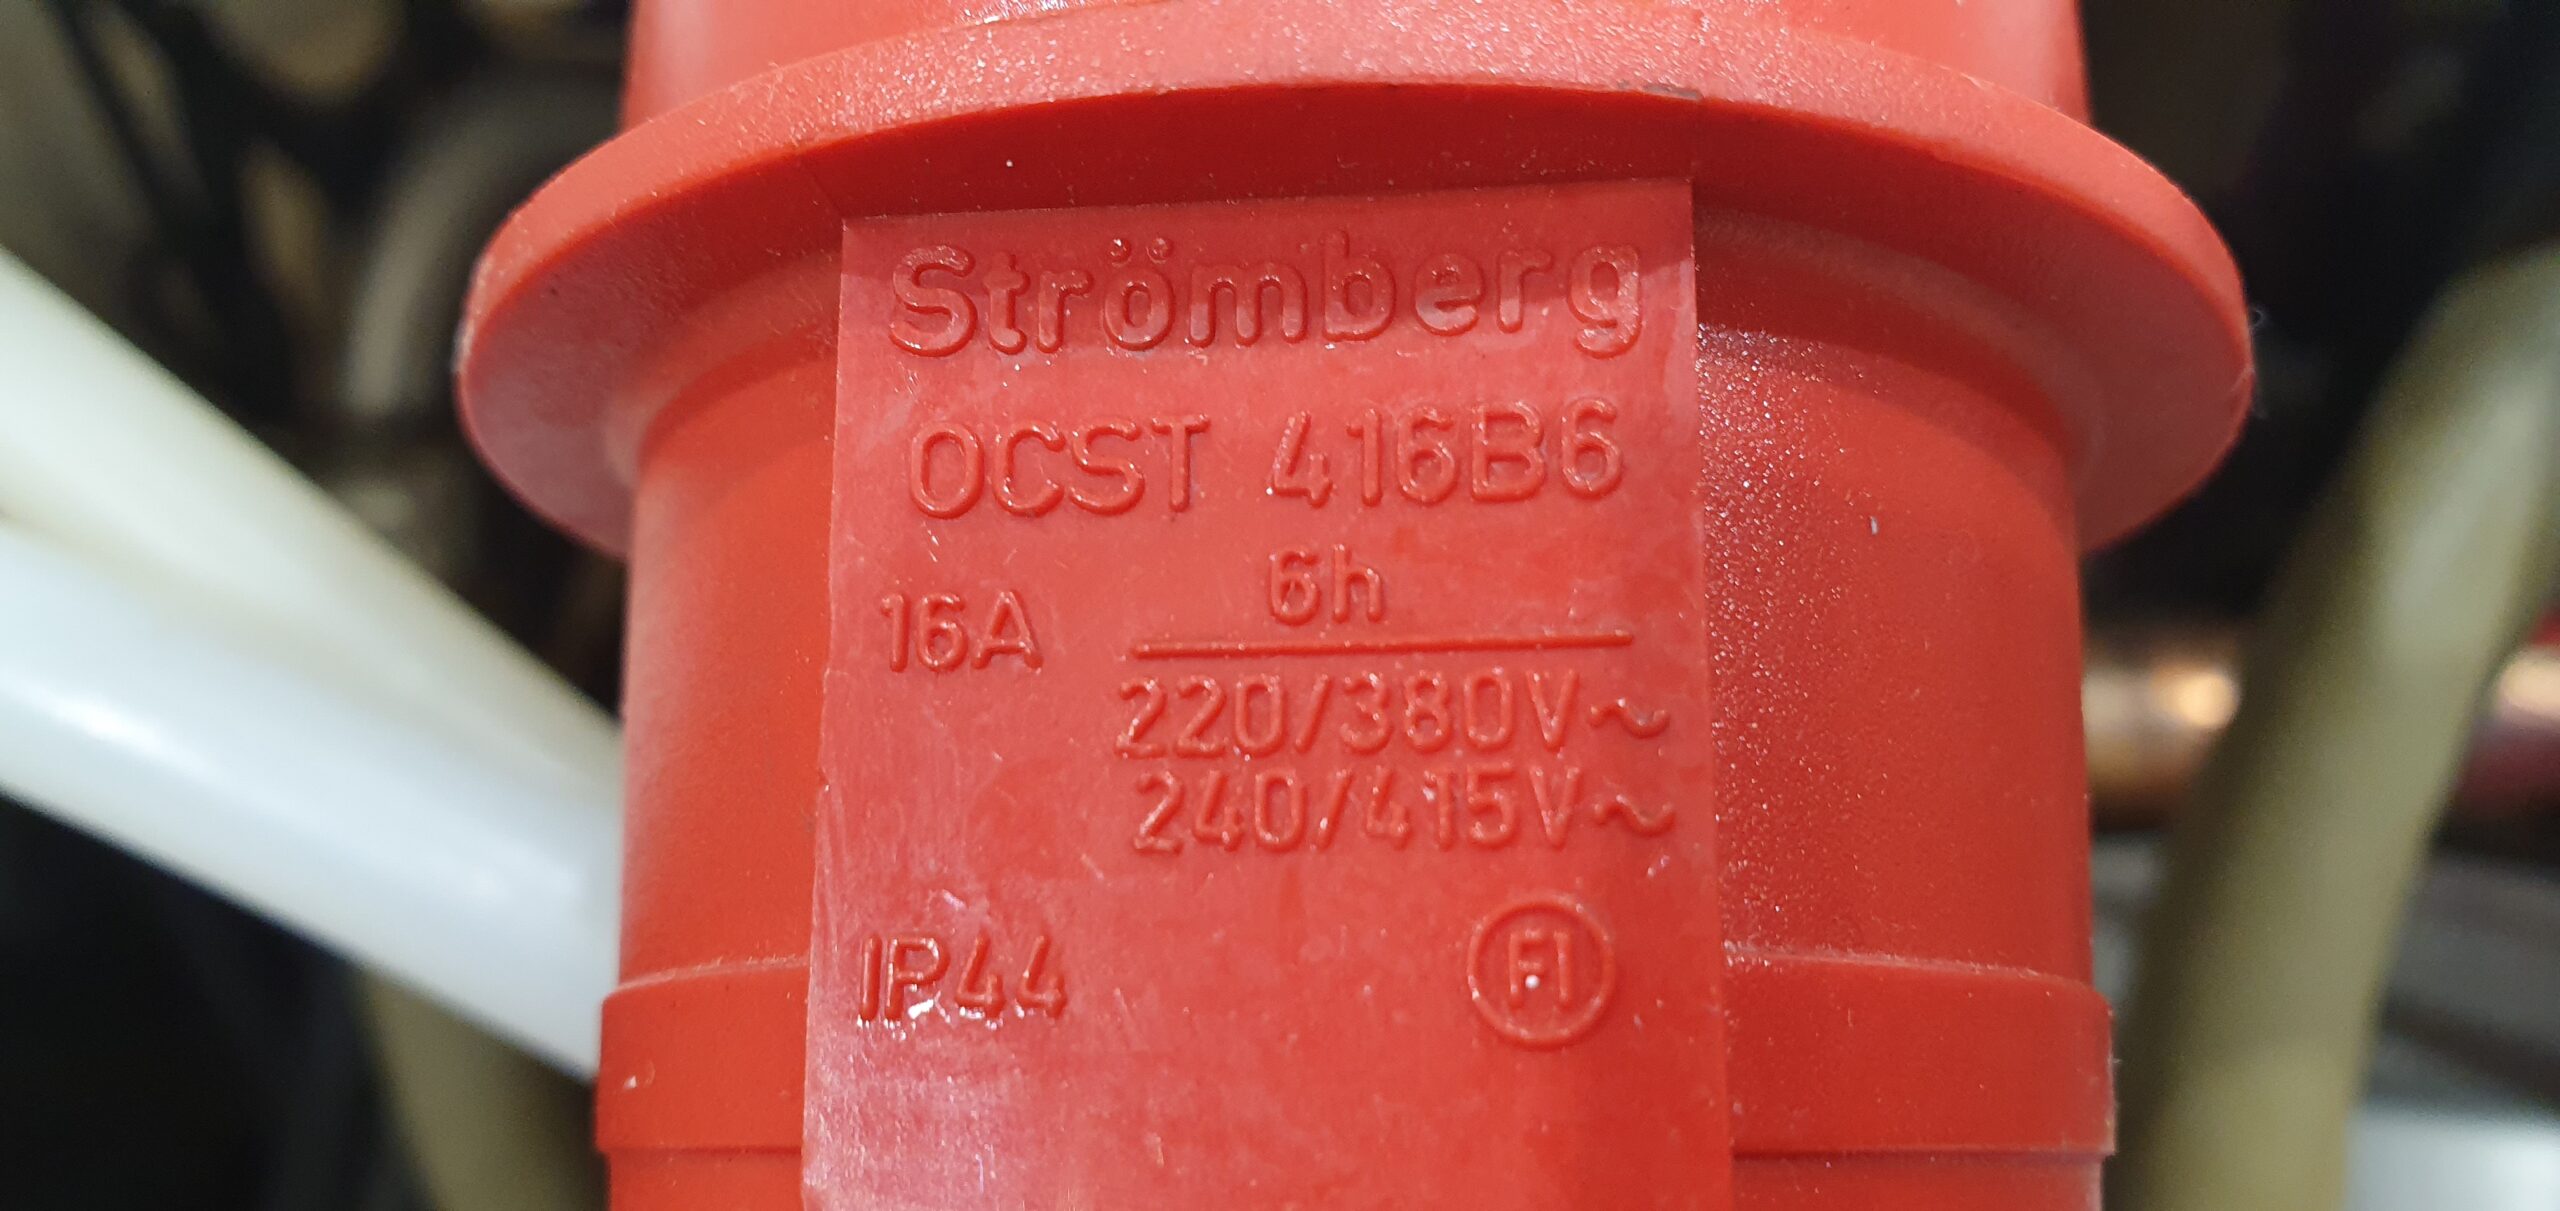 Strömberg
OCST 416B6
6h
16A
220/380V~
240/415V~
IP44
FI